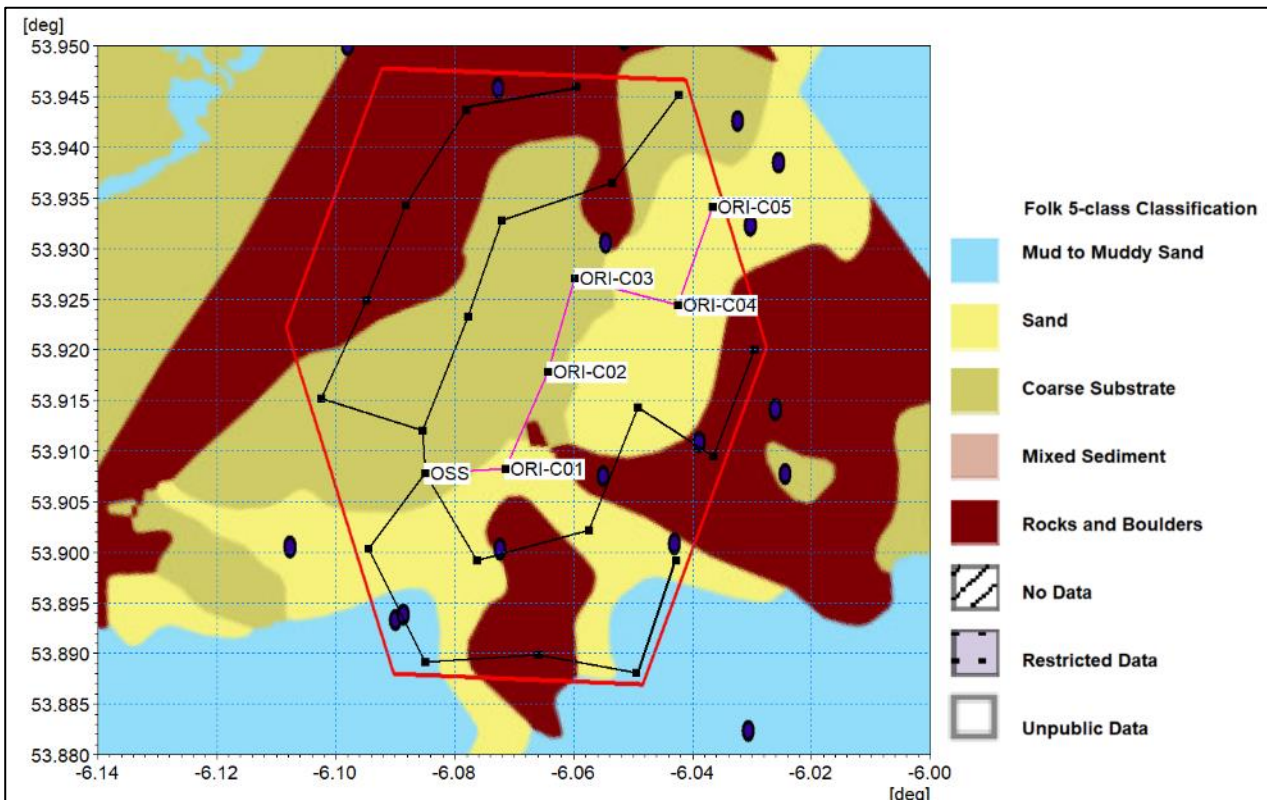 [deg]
53.950
53.945
53.940
53.935
53.930
53.925
53.920
53.915
53.910
53.905
53.900
53.895
53.890
53.885
53.880
ORI-C05
ORI-C03
ORI-C04
ORI-C02
OSS
ORI-C01
-6.14
-6.12
-6.10
-6.08
-6.06
-6.04
-6.02
-6.00
[deg]
Folk 5-class Classification
Mud to Muddy Sand
Sand
Coarse Substrate
Mixed Sediment
Rocks and Boulders
No Data
Restricted Data
Unpublic Data